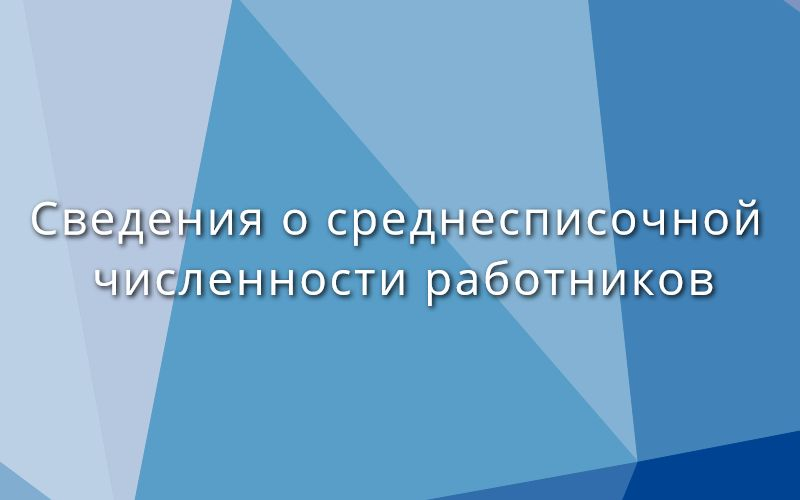 Сведения о среднесписочной
численности работников